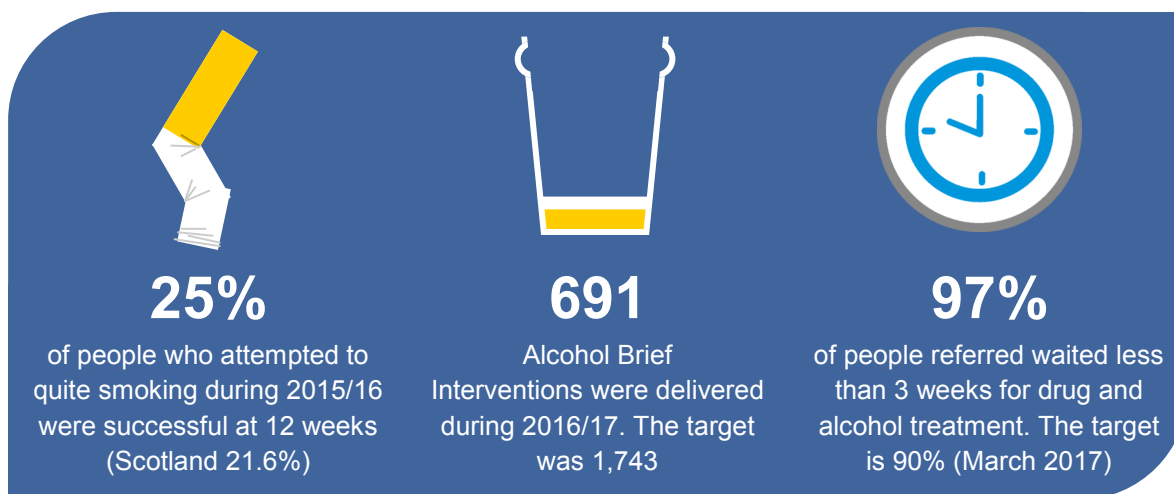 25%
of people who attempted to
quite smoking during 2015/16
were successful at 12 weeks
(Scotland 21.6%)
691
Alcohol Brief
Interventions were delivered
during 2016/17. The target
was 1,743
97%
of people referred waited less
than 3 weeks for drug and
alcohol treatment. The target
is 90% (March 2017)